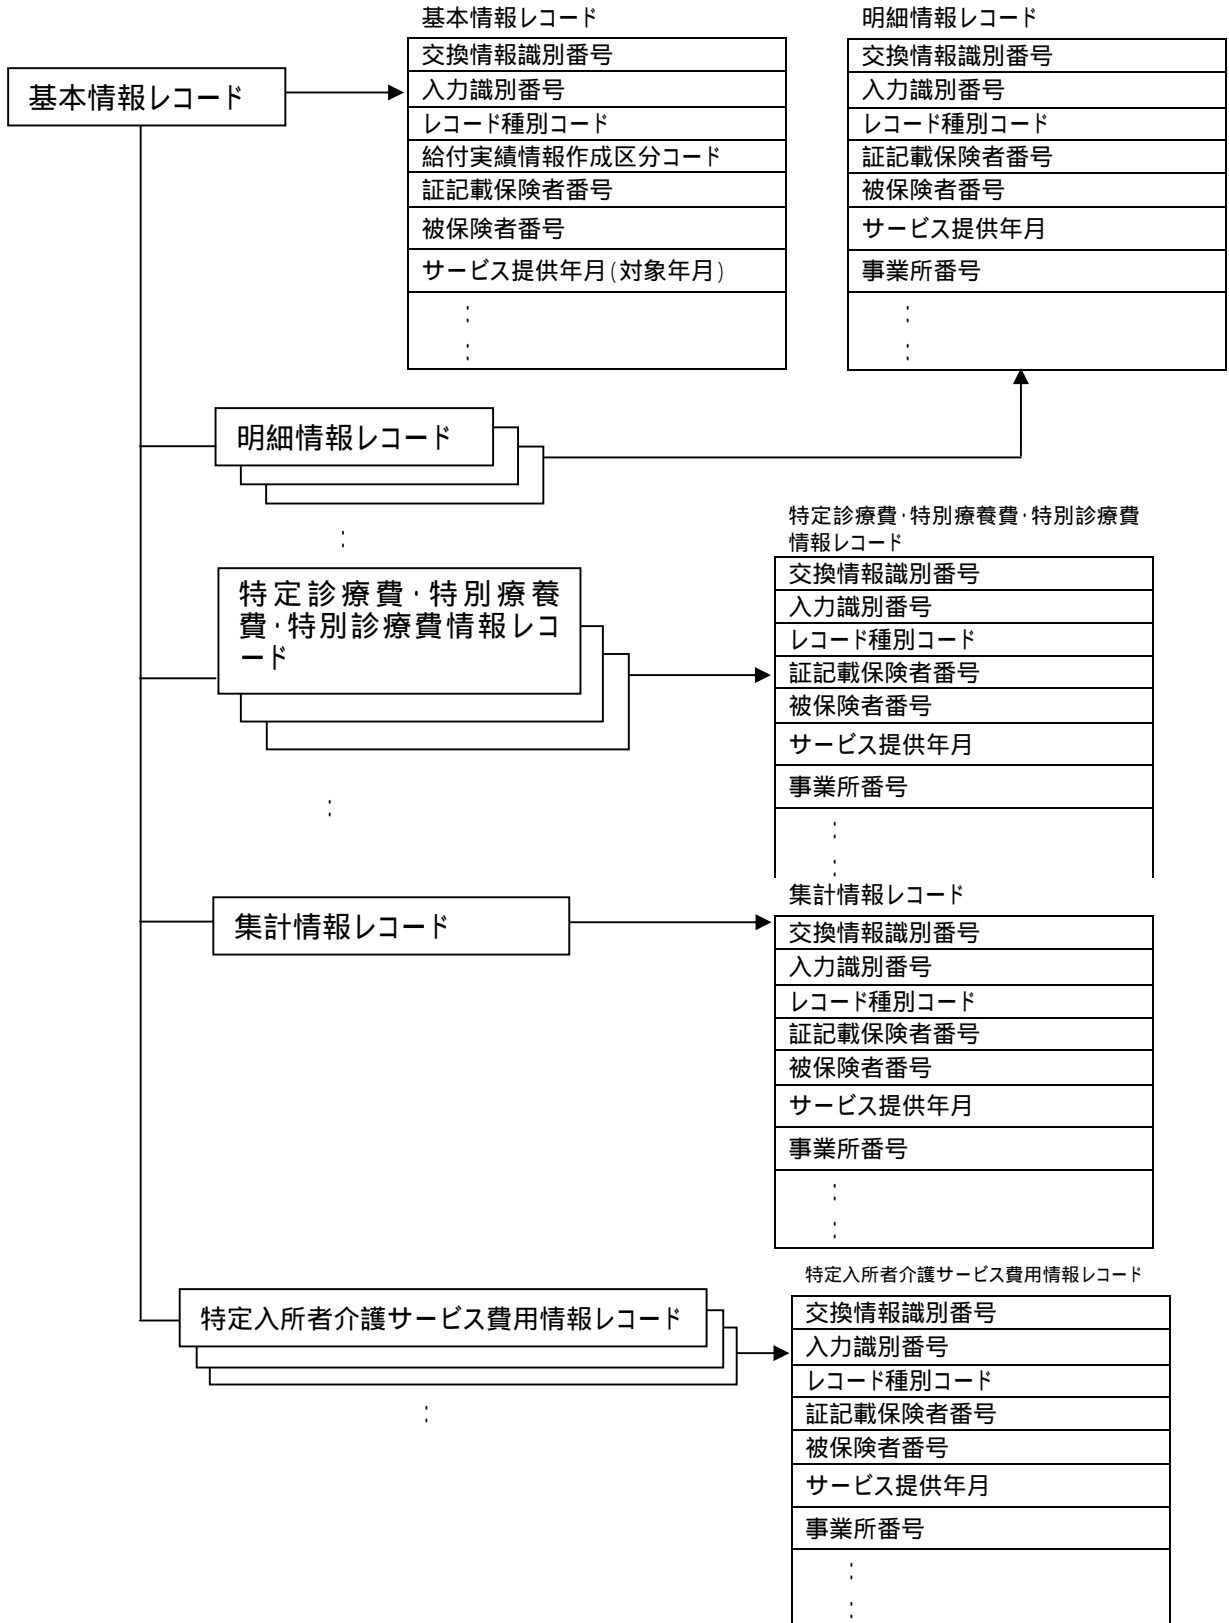 基本情報レコード
基本情報レコード
交換情報識別番号
入力識別番号
レコード種別コード
給付実績情報作成区分コード
証記載保険者番号
被保険者番号
サービス提供年月(対象年月)
:
:
明細情報レコード
交換情報識別番号
入力識別番号
レコード種別コード
証記載保険者番号
被保険者番号
サービス提供年月
事業所番号
:
:
明細情報レコード
:
特定診療費・特別療養
費・特別診療費情報レコ
ード
:
特定診療費・特別療養費・特別診療費
情報レコード
交換情報識別番号
入力識別番号
レコード種別コード
証記載保険者番号
被保険者番号
サービス提供年月
事業所番号
:
:
集計情報レコード
集計情報レコード
交換情報識別番号
入力識別番号
レコード種別コード
証記載保険者番号
被保険者番号
サービス提供年月
事業所番号
:
:
特定入所者介護サービス費用情報レコード
:
特定入所者介護サービス費用情報レコード
交換情報識別番号
入力識別番号
レコード種別コード
証記載保険者番号
被保険者番号
サービス提供年月
事業所番号
:
: